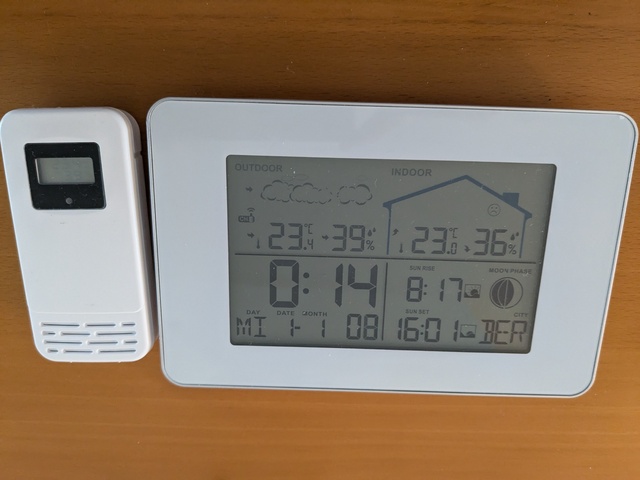 OUTDOOR INDOOR
23.4 °C 39% 23.0 °C 36%
SUN RISE MOON PHASE
0:14 8:17
DAY DATE MONTH SUN SET CITY
MI 1-1 08 16:01 BER